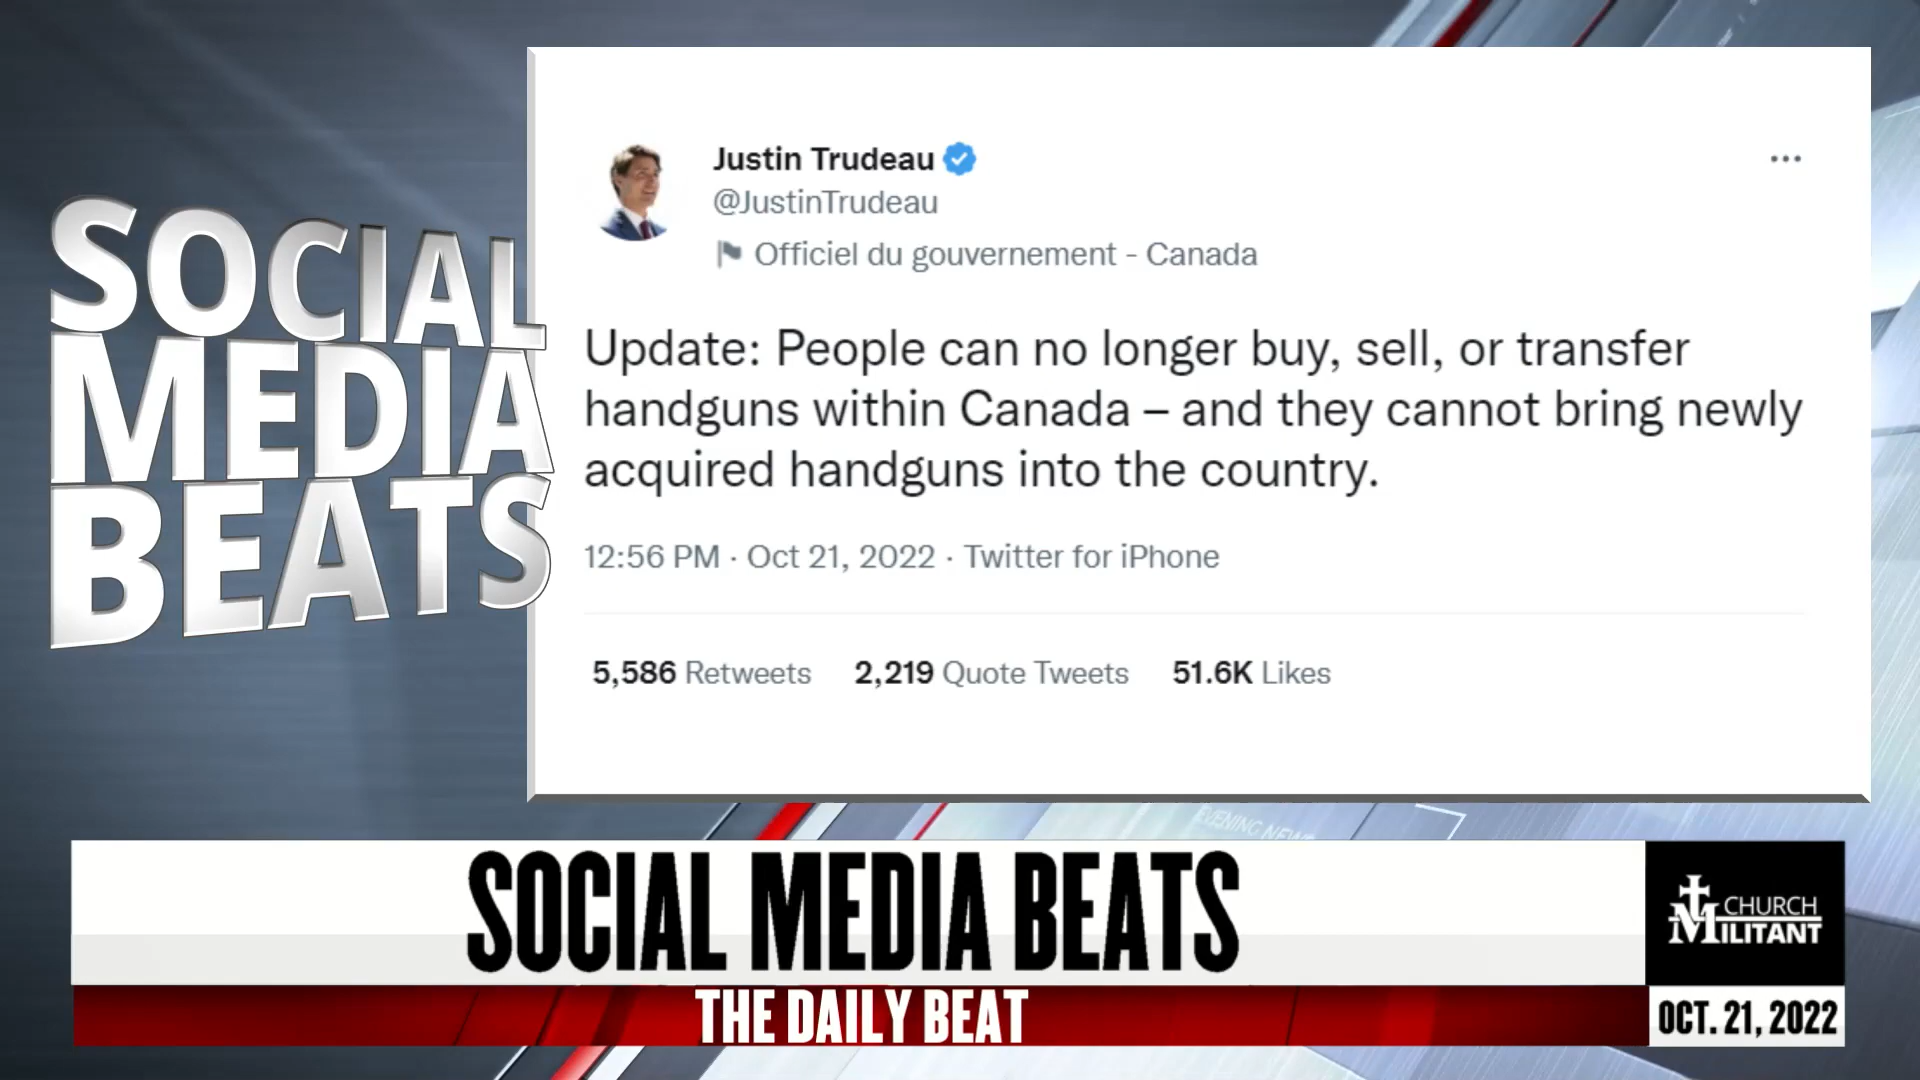 SOCIAL
MEDIA
BEATS
Justin Trudeau
@JustinTrudeau
Officiel du gouvernement - Canada
Update: People can no longer buy, sell, or transfer
handguns within Canada – and they cannot bring newly
acquired handguns into the country.
12:56 PM · Oct 21, 2022 · Twitter for iPhone
5,586 Retweets 2,219 Quote Tweets 51.6K Likes
EVENING NEWS
SOCIAL MEDIA BEATS
THE DAILY BEAT
CHURCH
MILITANT
OCT. 21, 2022